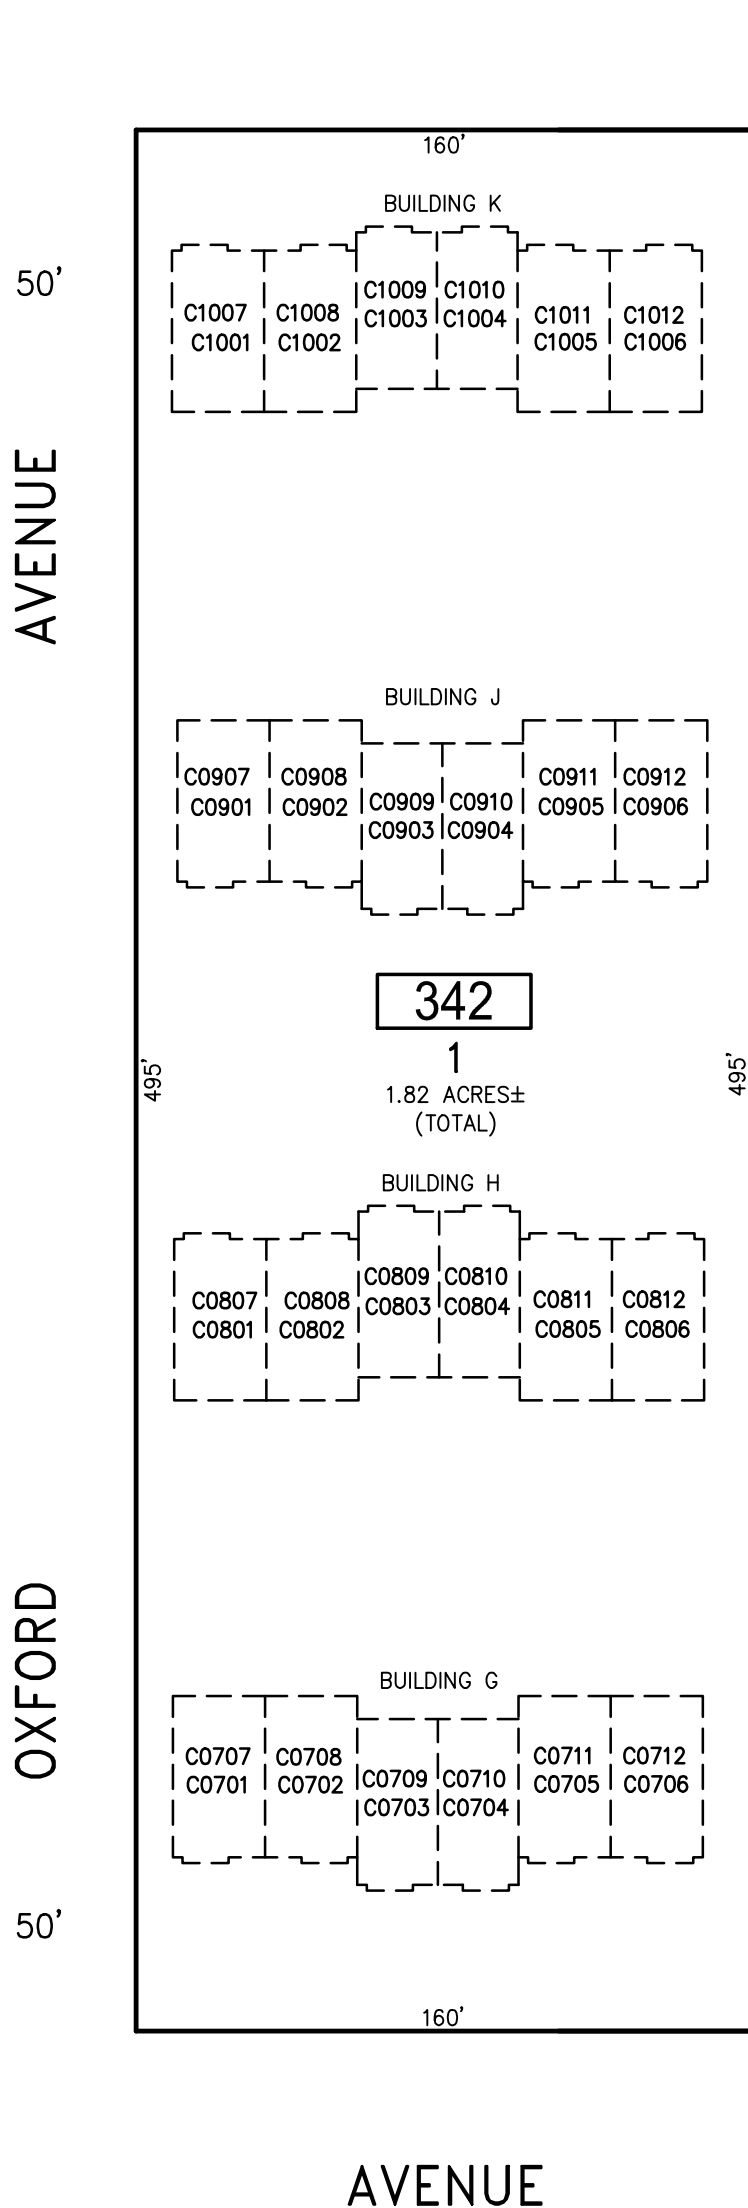 160'
BUILDING K
50'
C1007 C1008 C1009 C1010 C1011 C1012
C1001 C1002 C1003 C1004 C1005 C1006
AVENUE
BUILDING J
C0907 C0908 C0909 C0910 C0911 C0912
C0901 C0902 C0903 C0904 C0905 C0906
342
1
495'
495'
1.82 ACRES±
(TOTAL)
BUILDING H
C0807 C0808 C0809 C0810 C0811 C0812
C0801 C0802 C0803 C0804 C0805 C0806
OXFORD
BUILDING G
C0707 C0708 C0709 C0710 C0711 C0712
C0701 C0702 C0703 C0704 C0705 C0706
50'
160'
AVENUE